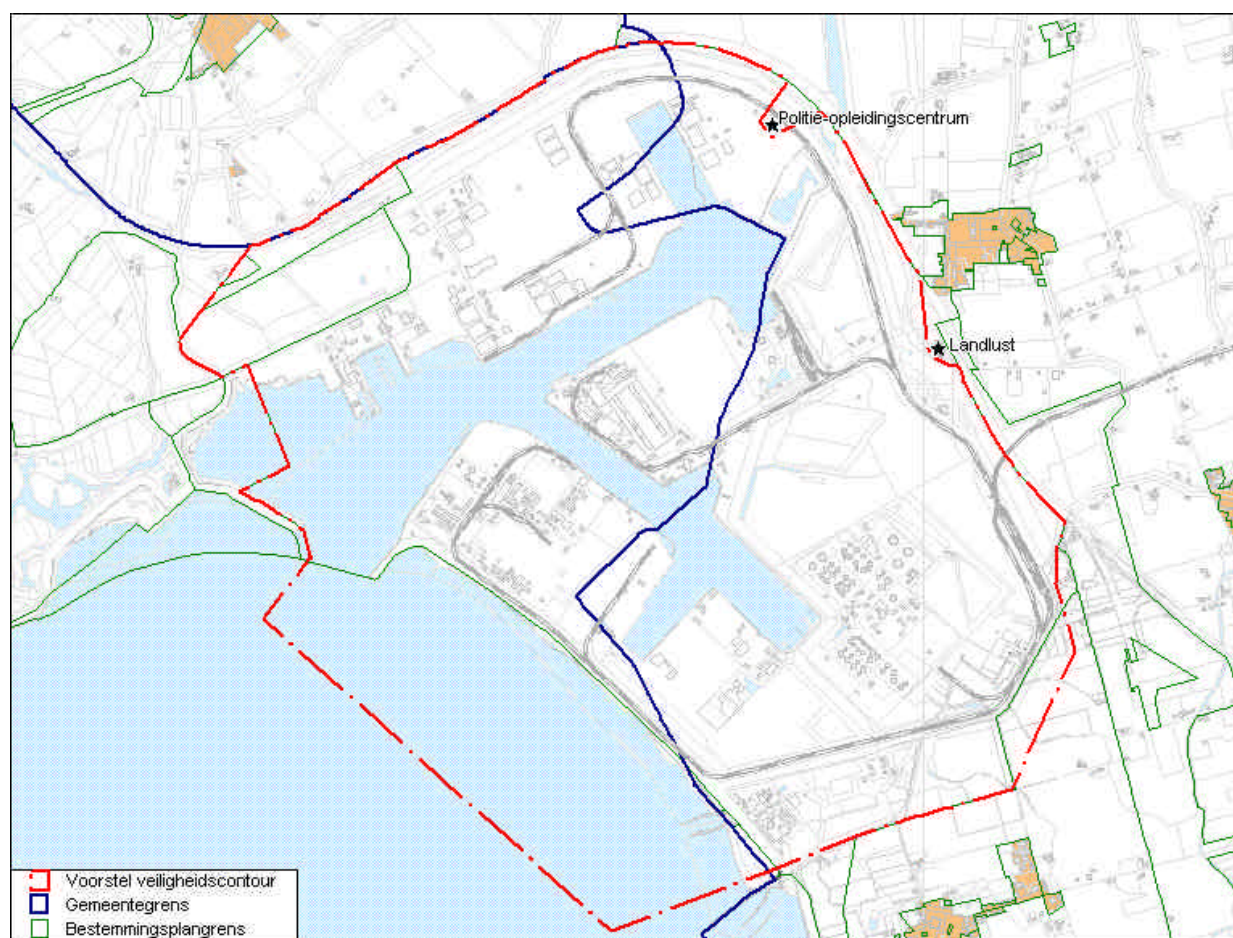 Politie-opleidingscentrum
Landlust
Voorstel veiligheidscontour
Gemeentegrens
Bestemmingsplangrens